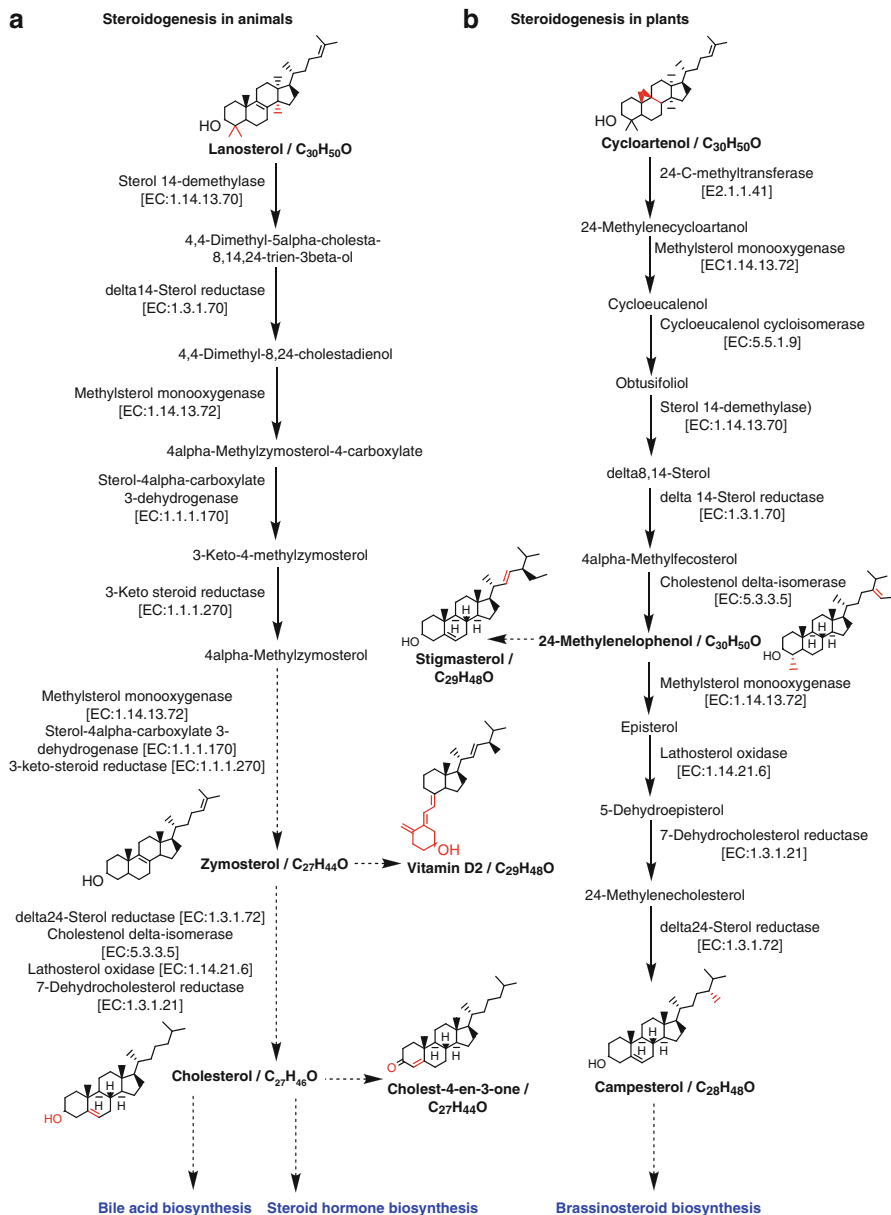 a Steroidogenesis in animals
HO
Lanosterol / C30H50O
Sterol 14-demethylase
[EC:1.14.13.70]
4,4-Dimethyl-5alpha-cholesta-
8,14,24-trien-3beta-ol
delta14-Sterol reductase
[EC:1.3.1.70]
4,4-Dimethyl-8,24-cholestadienol
Methylsterol monooxygenase
[EC:1.14.13.72]
4alpha-Methylzymosterol-4-carboxylate
Sterol-4alpha-carboxylate
3-dehydrogenase
[EC:1.1.1.170]
3-Keto-4-methylzymosterol
3-Keto steroid reductase
[EC:1.1.1.270]
4alpha-Methylzymosterol
Methylsterol monooxygenase
[EC:1.14.13.72]
Sterol-4alpha-carboxylate 3-
dehydrogenase [EC:1.1.1.170]
3-keto-steroid reductase [EC:1.1.1.270]
HO
Zymosterol / C27H44O
OH
Vitamin D2 / C29H48O
delta24-Sterol reductase [EC:1.3.1.72]
Cholestenol delta-isomerase
[EC:5.3.3.5]
Lathosterol oxidase [EC:1.14.21.6]
7-Dehydrocholesterol reductase
[EC:1.3.1.21]
H
H H
HO
Cholesterol / C27H46O
H
H H
O
Cholest-4-en-3-one /
C27H44O
Bile acid biosynthesis
Steroid hormone biosynthesis
b Steroidogenesis in plants
HO
Cycloartenol / C30H50O
24-C-methyltransferase
[E2.1.1.41]
24-Methylenecycloartanol
Methylsterol monooxygenase
[EC1.14.13.72]
Cycloeucalenol
Cycloeucalenol cycloisomerase
[EC:5.5.1.9]
Obtusifoliol
Sterol 14-demethylase)
[EC:1.14.13.70]
delta8,14-Sterol
delta 14-Sterol reductase
[EC:1.3.1.70]
4alpha-Methylfecosterol
Cholestenol delta-isomerase
[EC:5.3.3.5]
H
H H
HO
24-Methylenelophenol / C30H50O
H
H H
HO
Stigmasterol /
C29H48O
Methylsterol monooxygenase
[EC:1.14.13.72]
Episterol
Lathosterol oxidase
[EC:1.14.21.6]
5-Dehydroepisterol
7-Dehydrocholesterol reductase
[EC:1.3.1.21]
24-Methylenecholesterol
delta24-Sterol reductase
[EC:1.3.1.72]
H
H H
HO
Campesterol / C28H48O
Brassinosteroid biosynthesis